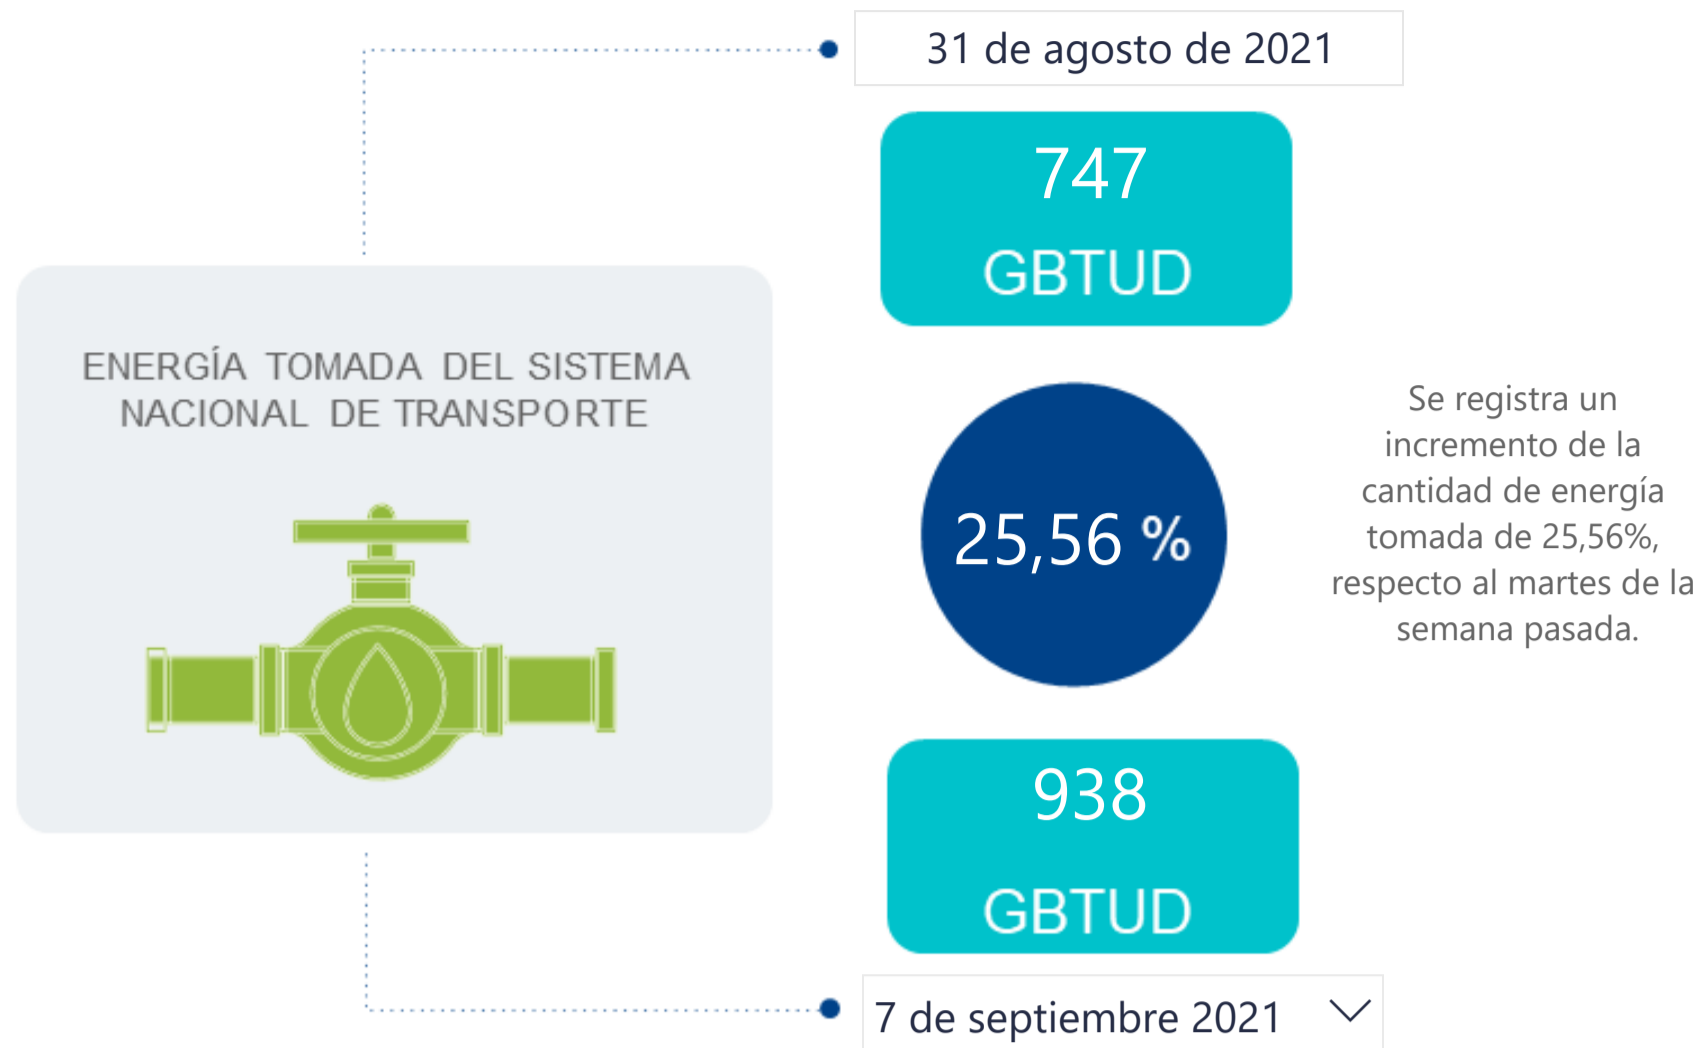 31 de agosto de 2021
747
GBTUD
ENERGÍA TOMADA DEL SISTEMA
NACIONAL DE TRANSPORTE
25,56 %
Se registra un
incremento de la
cantidad de energía
tomada de 25,56%,
respecto al martes de la
semana pasada.
938
GBTUD
7 de septiembre 2021